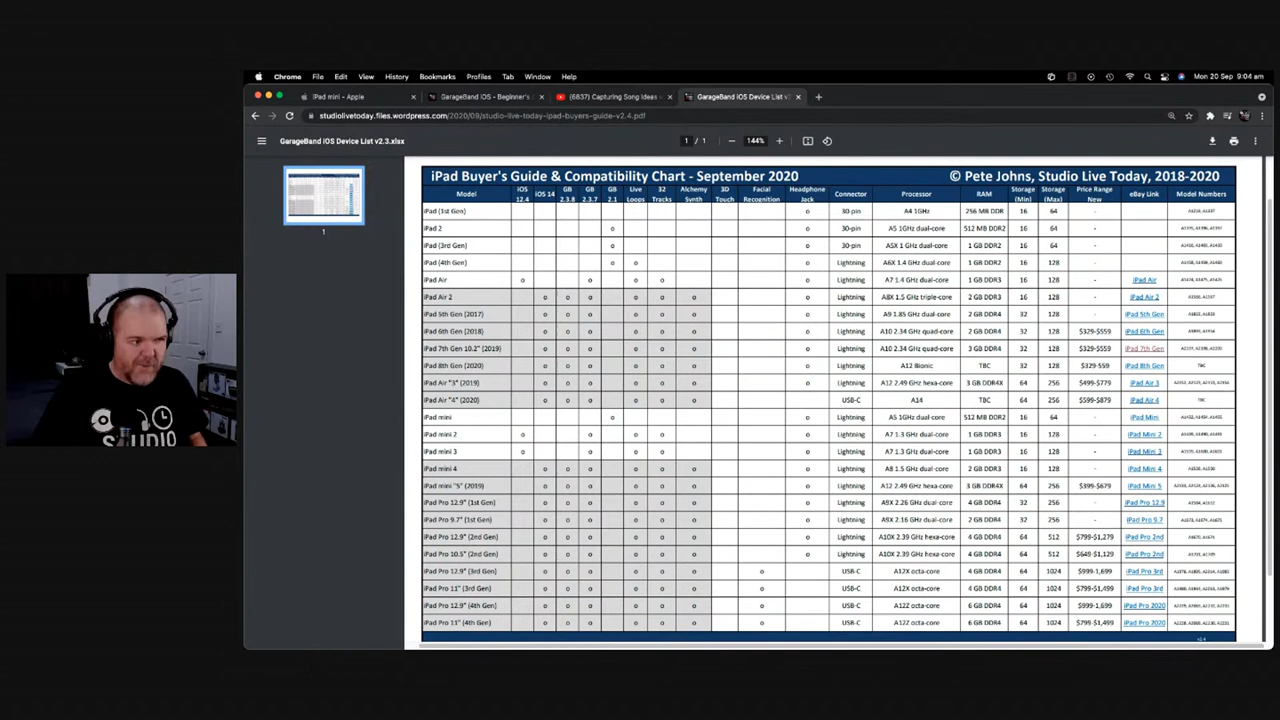 Chrome File Edit View History Bookmarks Profiles Tab Window Help Mon 20 Sep 9:04 am
iPad mini - Apple GarageBand iOS - Beginner's (6837) Capturing Song Ideas GarageBand iOS Device List v2
studiolivetoday.files.wordpress.com/2020/09/studio-live-today-ipad-buyers-guide-v2.4.pdf
GarageBand iOS Device List v2.3.xlsx 1 / 1 144%
1
iPad Buyer's Guide & Compatibility Chart - September 2020 © Pete Johns, Studio Live Today, 2018-2020
Model iOS 12.4 iOS 14 GB 2.3.8 GB 2.3.7 GB 2.1 Live Loops 32 Tracks Alchemy Synth 3D Touch Facial Recognition Headphone Jack Connector Processor RAM Storage (Min) Storage (Max) Price Range New eBay Link Model Numbers
iPad (1st Gen) o 30-pin A4 1GHz 256 MB DDR 16 64 -
iPad 2 o o 30-pin A5 1GHz dual-core 512 MB DDR2 16 64 -
iPad (3rd Gen) o o 30-pin A5X 1 GHz dual-core 1 GB DDR2 16 64 -
iPad (4th Gen) o o o Lightning A6X 1.4 GHz dual-core 1 GB DDR2 16 128 -
iPad Air o o o o o Lightning A7 1.4 GHz dual-core 1 GB DDR3 16 128 - iPad Air
iPad Air 2 o o o o o o o Lightning A8X 1.5 GHz triple-core 2 GB DDR3 16 128 - iPad Air 2
iPad 5th Gen (2017) o o o o o o o Lightning A9 1.85 GHz dual-core 2 GB DDR4 32 128 - iPad 5th Gen
iPad 6th Gen (2018) o o o o o o o Lightning A10 2.34 GHz quad-core 2 GB DDR4 32 128 $329-$559 iPad 6th Gen
iPad 7th Gen 10.2" (2019) o o o o o o o Lightning A10 2.34 GHz quad-core 3 GB DDR4 32 128 $329-$559 iPad 7th Gen
iPad 8th Gen (2020) o o o o o o o Lightning A12 Bionic TBC 32 128 $329-559 iPad 8th Gen TBC
iPad Air "3" (2019) o o o o o o o Lightning A12 2.49 GHz hexa-core 3 GB DDR4X 64 256 $499-$779 iPad Air 3
iPad Air "4" (2020) o o o o o o o USB-C A14 TBC 64 256 $599-$879 iPad Air 4 TBC
iPad mini o o Lightning A5 1GHz dual-core 512 MB DDR2 16 64 - iPad Mini
iPad mini 2 o o o o o Lightning A7 1.3 GHz dual-core 1 GB DDR3 16 128 - iPad Mini 2
iPad mini 3 o o o o o Lightning A7 1.3 GHz dual-core 1 GB DDR3 16 128 - iPad Mini 3
iPad mini 4 o o o o o o o Lightning A8 1.5 GHz dual-core 2 GB DDR3 16 128 - iPad Mini 4
iPad mini "5" (2019) o o o o o o o Lightning A12 2.49 GHz hexa-core 3 GB DDR4X 64 256 $399-$679 iPad Mini 5
iPad Pro 12.9" (1st Gen) o o o o o o o Lightning A9X 2.26 GHz dual-core 4 GB DDR4 32 256 - iPad Pro 12.9
iPad Pro 9.7" (1st Gen) o o o o o o o Lightning A9X 2.16 GHz dual-core 2 GB DDR4 32 256 - iPad Pro 9.7
iPad Pro 12.9" (2nd Gen) o o o o o o o Lightning A10X 2.39 GHz hexa-core 4 GB DDR4 64 512 $799-$1,279 iPad Pro 2nd
iPad Pro 10.5" (2nd Gen) o o o o o o o Lightning A10X 2.39 GHz hexa-core 4 GB DDR4 64 512 $649-$1,129 iPad Pro 2nd
iPad Pro 12.9" (3rd Gen) o o o o o o o USB-C A12X octa-core 4 GB DDR4 64 1024 $999-1,699 iPad Pro 3rd
iPad Pro 11" (3rd Gen) o o o o o o o USB-C A12X octa-core 4 GB DDR4 64 1024 $799-$1,499 iPad Pro 3rd
iPad Pro 12.9" (4th Gen) o o o o o o o USB-C A12Z octa-core 6 GB DDR4 64 1024 $999-1,699 iPad Pro 2020
iPad Pro 11" (4th Gen) o o o o o o o USB-C A12Z octa-core 6 GB DDR4 64 1024 $799-$1,499 iPad Pro 2020
v2.4
STUDIO